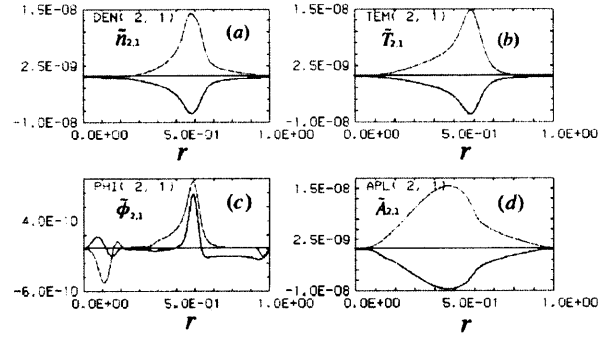 1.5E-08
DEN( 2, 1)
(a)
ñ2,1
2.5E-09
-1.0E-08
0.0E+00
5.0E-01
1.0E+00
r
1.5E-08
TEM( 2, 1)
(b)
T̃2,1
2.5E-09
-1.0E-08
0.0E+00
5.0E-01
1.0E+00
r
PHI( 2, 1)
(c)
ϕ̃2,1
4.0E-10
-6.0E-10
0.0E+00
5.0E-01
1.0E+00
r
1.5E-08
APL( 2, 1)
(d)
Ã2,1
2.5E-09
-1.0E-08
0.0E+00
5.0E-01
1.0E+00
r